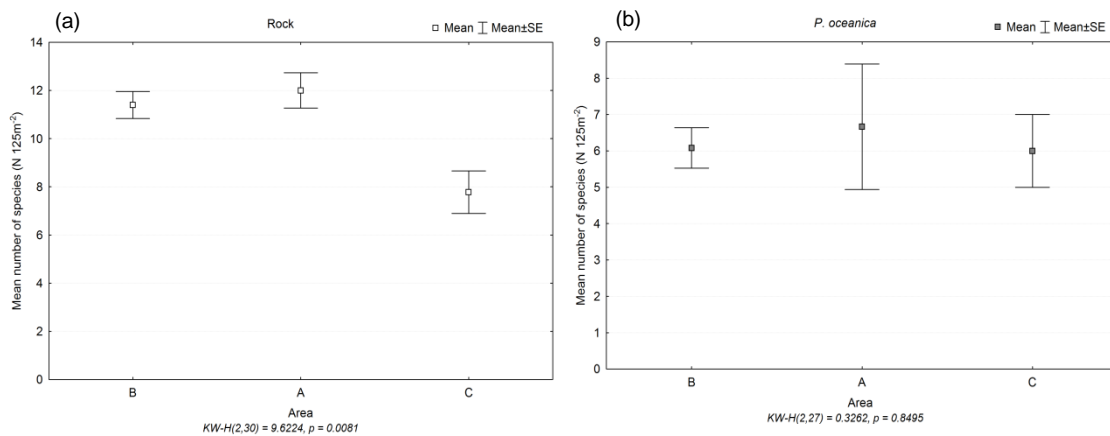 (a)
Rock
Mean Mean±SE
Mean number of species (N 125m⁻²)
14
12
10
8
6
4
2
0
B A C
Area
KW-H(2,30) = 9.6224, p = 0.0081
(b)
P. oceanica
Mean Mean±SE
Mean number of species (N 125m⁻²)
9
8
7
6
5
4
3
2
1
0
B A C
Area
KW-H(2,27) = 0.3262, p = 0.8495